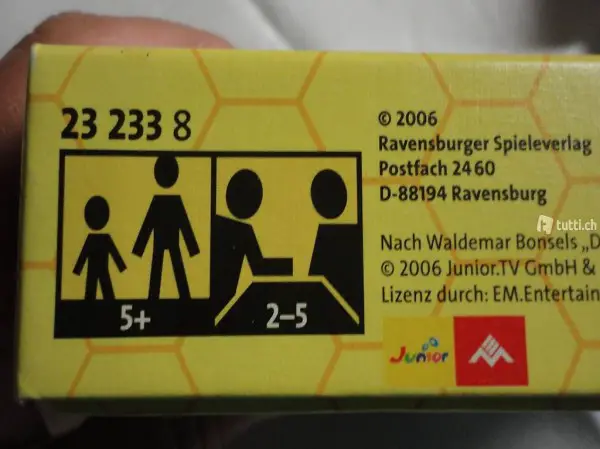 23 233 8
5+
2–5
© 2006
Ravensburger Spieleverlag
Postfach 24 60
D-88194 Ravensburg
Nach Waldemar Bonsels „D
© 2006 Junior.TV GmbH &
Lizenz durch: EM.Entertain
Junior
tutti.ch